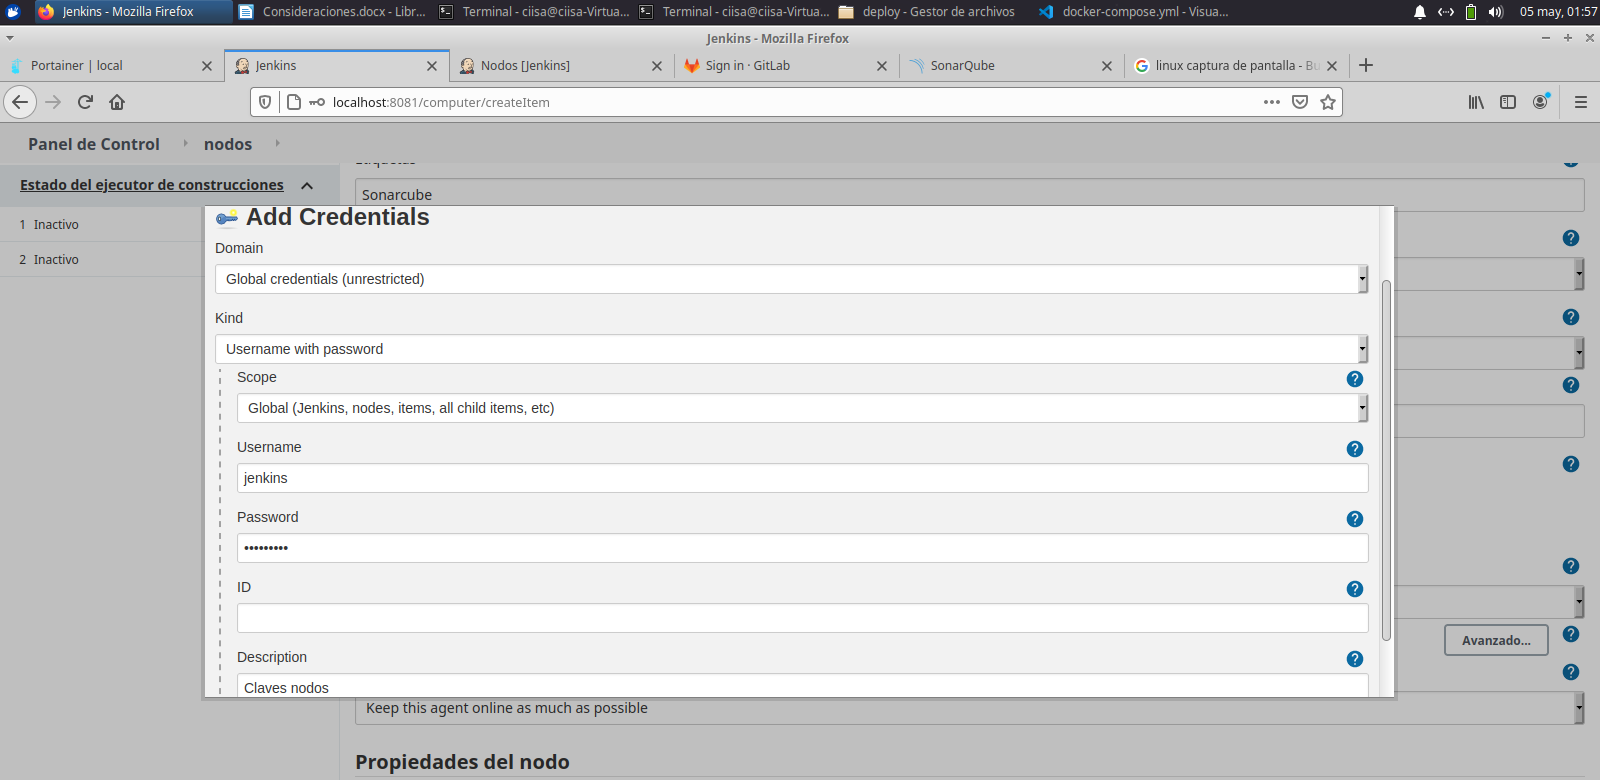 Jenkins - Mozilla Firefox
Consideraciones.docx - Libr...
Terminal - ciisa@ciisa-Virtua...
Terminal - ciisa@ciisa-Virtua...
deploy - Gestor de archivos
docker-compose.yml - Visua...
05 may, 01:57
Jenkins - Mozilla Firefox
Portainer | local
Jenkins
Nodos [Jenkins]
Sign in · GitLab
SonarQube
linux captura de pantalla - Bu
localhost:8081/computer/createItem
Panel de Control
nodos
Etiquetas
Estado del ejecutor de construcciones
Sonarcube
1 Inactivo
2 Inactivo
Add Credentials
Domain
Global credentials (unrestricted)
Kind
Username with password
Scope
Global (Jenkins, nodes, items, all child items, etc)
Username
jenkins
Password
•••••••••
ID
Description
Claves nodos
Avanzado...
Keep this agent online as much as possible
Propiedades del nodo